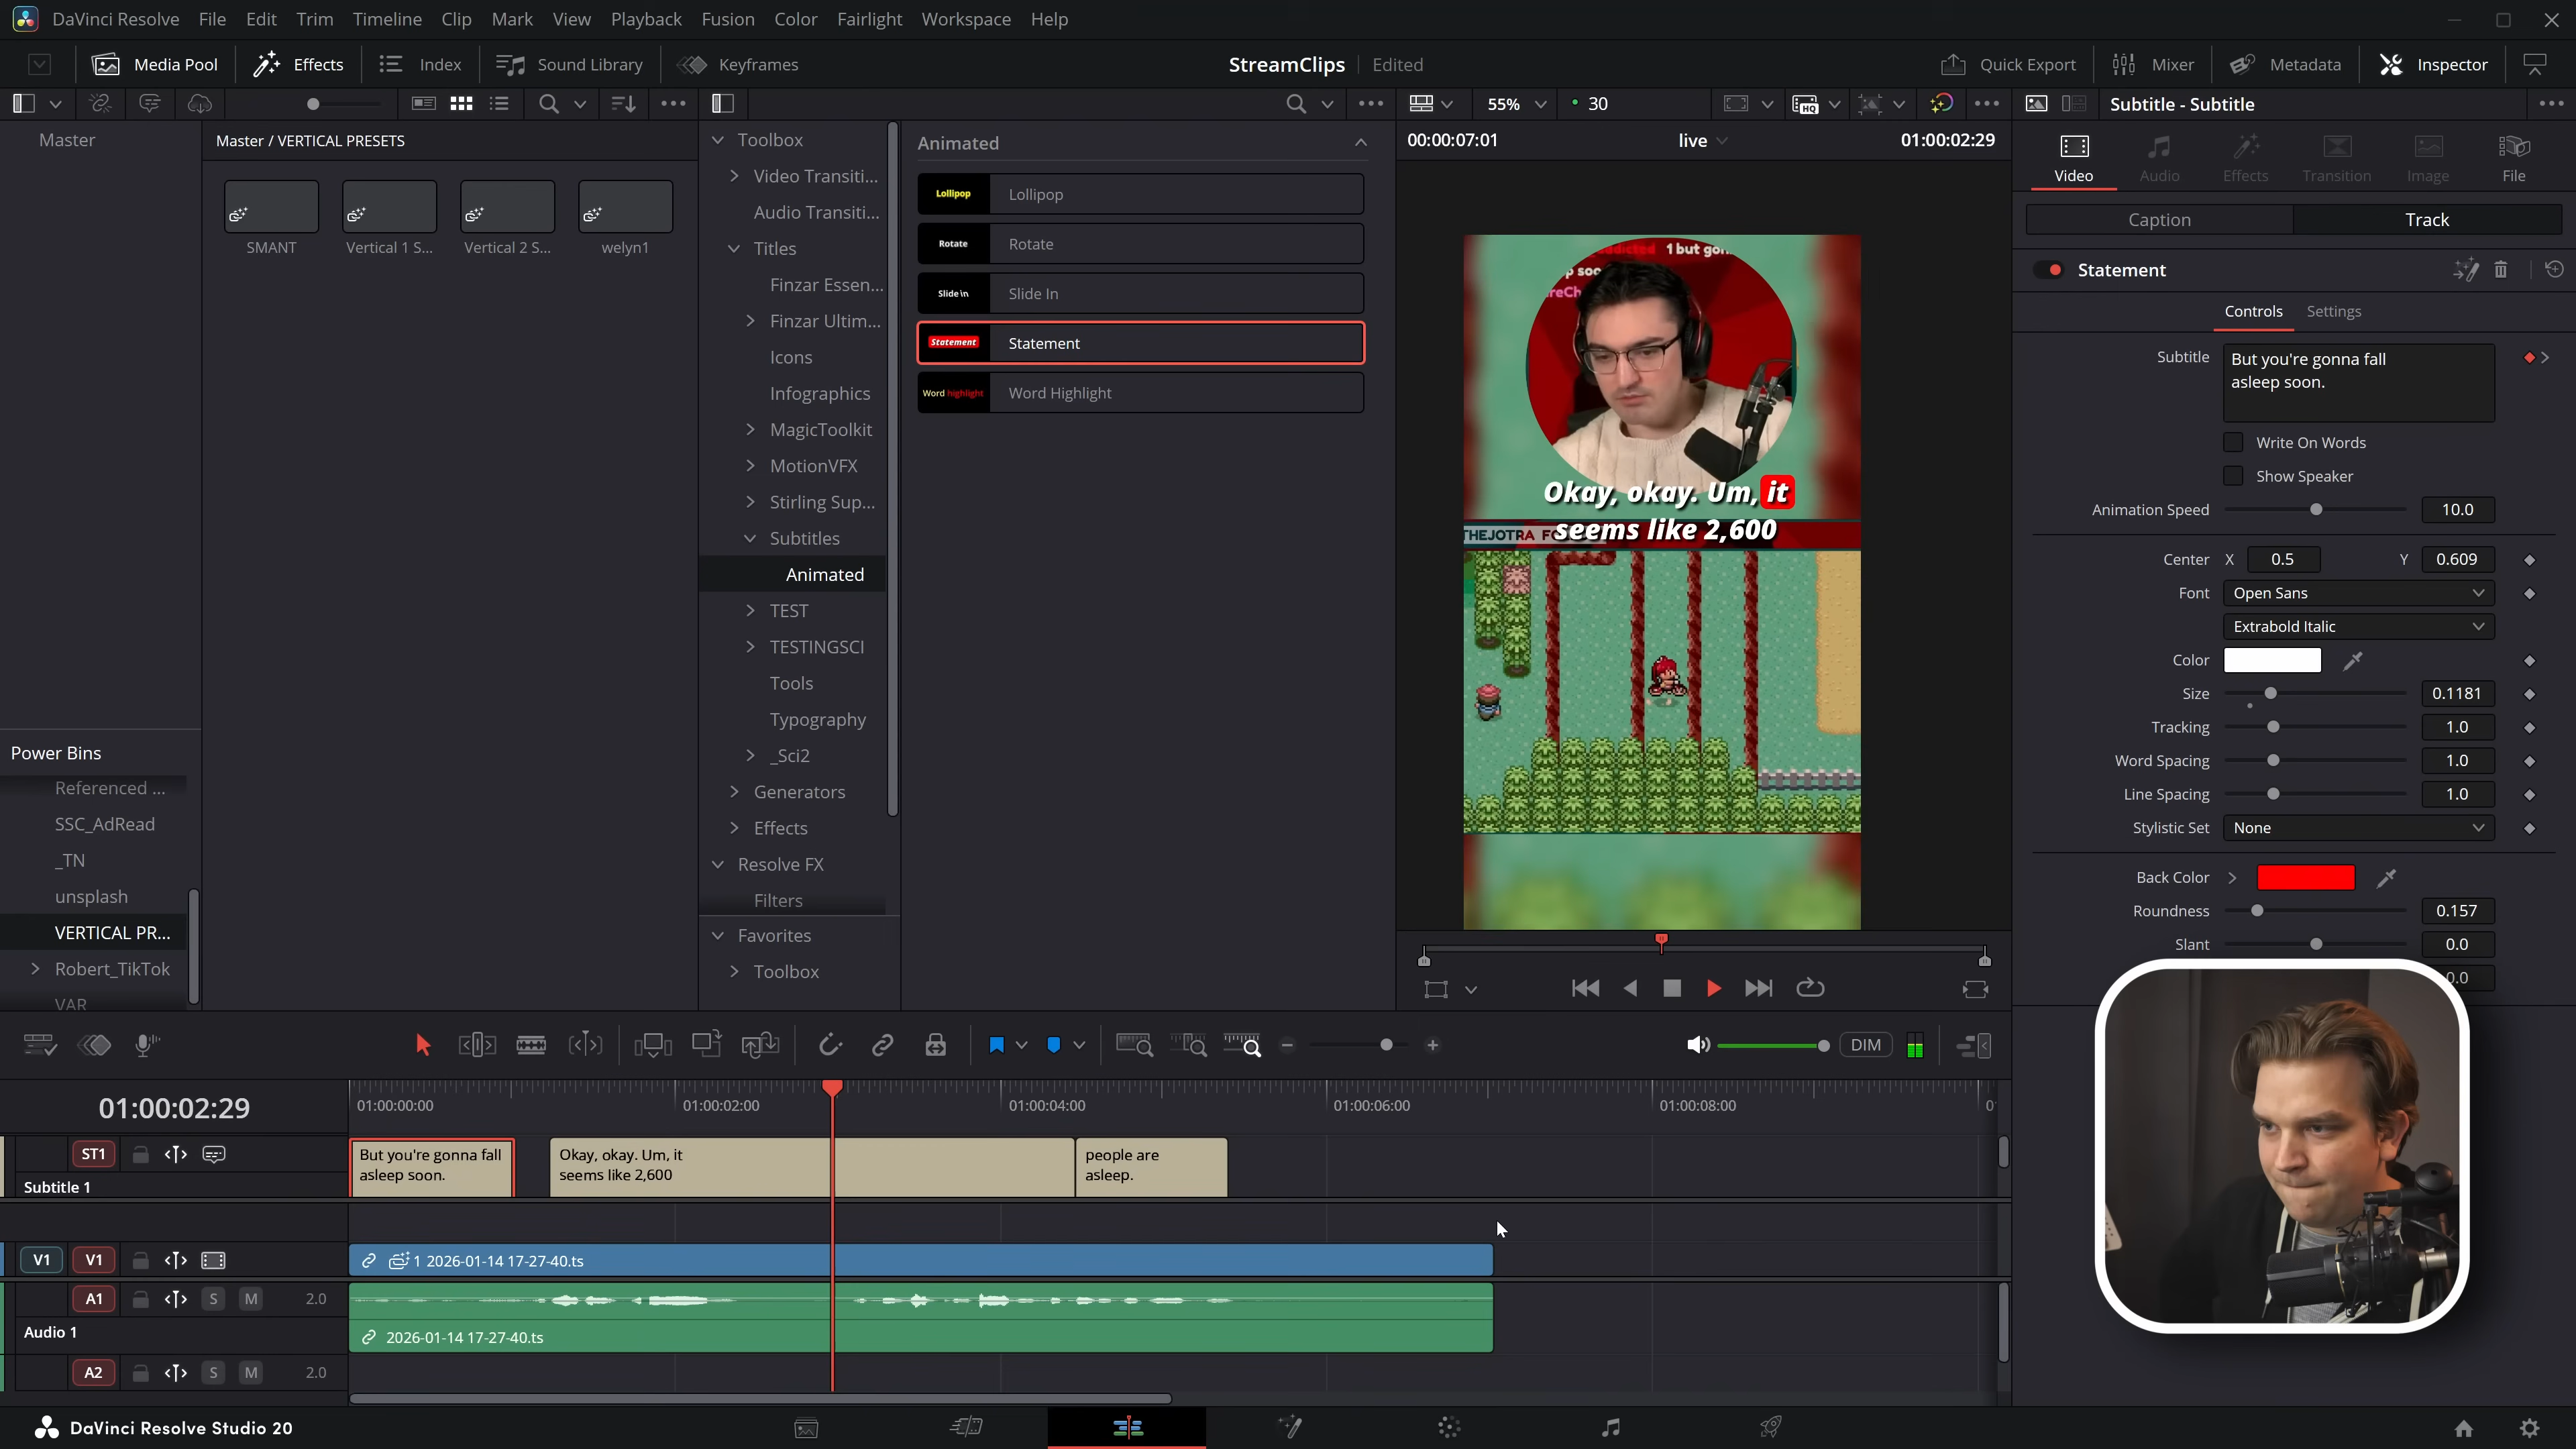 DaVinci Resolve File Edit Trim Timeline Clip Mark View Playback Fusion Color Fairlight Workspace Help
Media Pool Effects Index Sound Library Keyframes StreamClips Edited Quick Export Mixer Metadata Inspector
55% 30 Subtitle - Subtitle
Master
Master / VERTICAL PRESETS
SMANT Vertical 1 S... Vertical 2 S... welyn1
Power Bins
Referenced ...
SSC_AdRead
_TN
unsplash
VERTICAL PR...
Robert_TikTok
VAR
Toolbox
Video Transiti...
Audio Transiti...
Titles
Finzar Essen...
Finzar Ultim...
Icons
Infographics
MagicToolkit
MotionVFX
Stirling Sup...
Subtitles
Animated
TEST
TESTINGSCI
Tools
Typography
_Sci2
Generators
Effects
Resolve FX
Filters
Favorites
Toolbox
Animated
Lollipop Lollipop
Rotate Rotate
Slide in Slide In
Statement Statement
Word highlight Word Highlight
00:00:07:01 live 01:00:02:29
1 but gon
p soo
reCh
Okay, okay. Um, it
seems like 2,600
THEJOTRA FO
Video Audio Effects Transition Image File
Caption Track
Statement
Controls Settings
Subtitle But you're gonna fall
asleep soon.
Write On Words
Show Speaker
Animation Speed 10.0
Center X 0.5 Y 0.609
Font Open Sans
Extrabold Italic
Color
Size 0.1181
Tracking 1.0
Word Spacing 1.0
Line Spacing 1.0
Stylistic Set None
Back Color
Roundness 0.157
Slant 0.0
0.0
DIM
01:00:02:29 01:00:00:00 01:00:02:00 01:00:04:00 01:00:06:00 01:00:08:00 0
ST1
Subtitle 1
But you're gonna fall
asleep soon.
Okay, okay. Um, it
seems like 2,600
people are
asleep.
V1 V1 1 2026-01-14 17-27-40.ts
A1 S M 2.0
Audio 1 2026-01-14 17-27-40.ts
A2 S M 2.0
DaVinci Resolve Studio 20